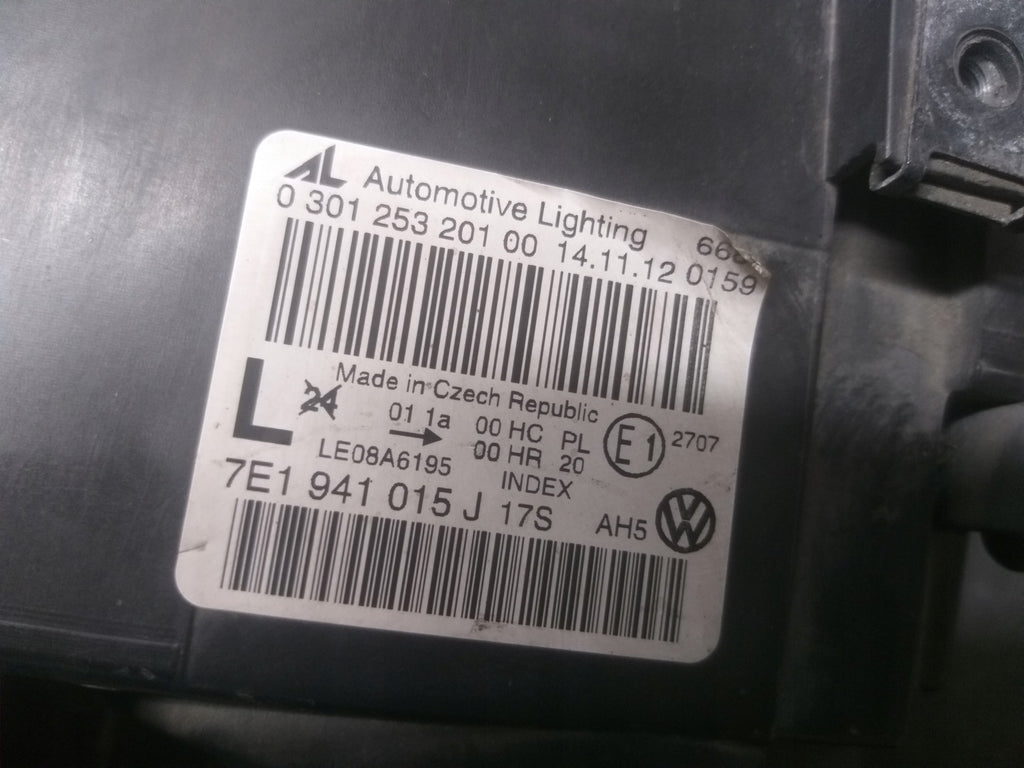 AL Automotive Lighting
0 301 253 201 00 14.11.12 0159
Made in Czech Republic
L 24 01 1a 00 HC PL E1 2707
00 HR 20
LE08A6195 INDEX
7E1 941 015 J 17S AH5 VW